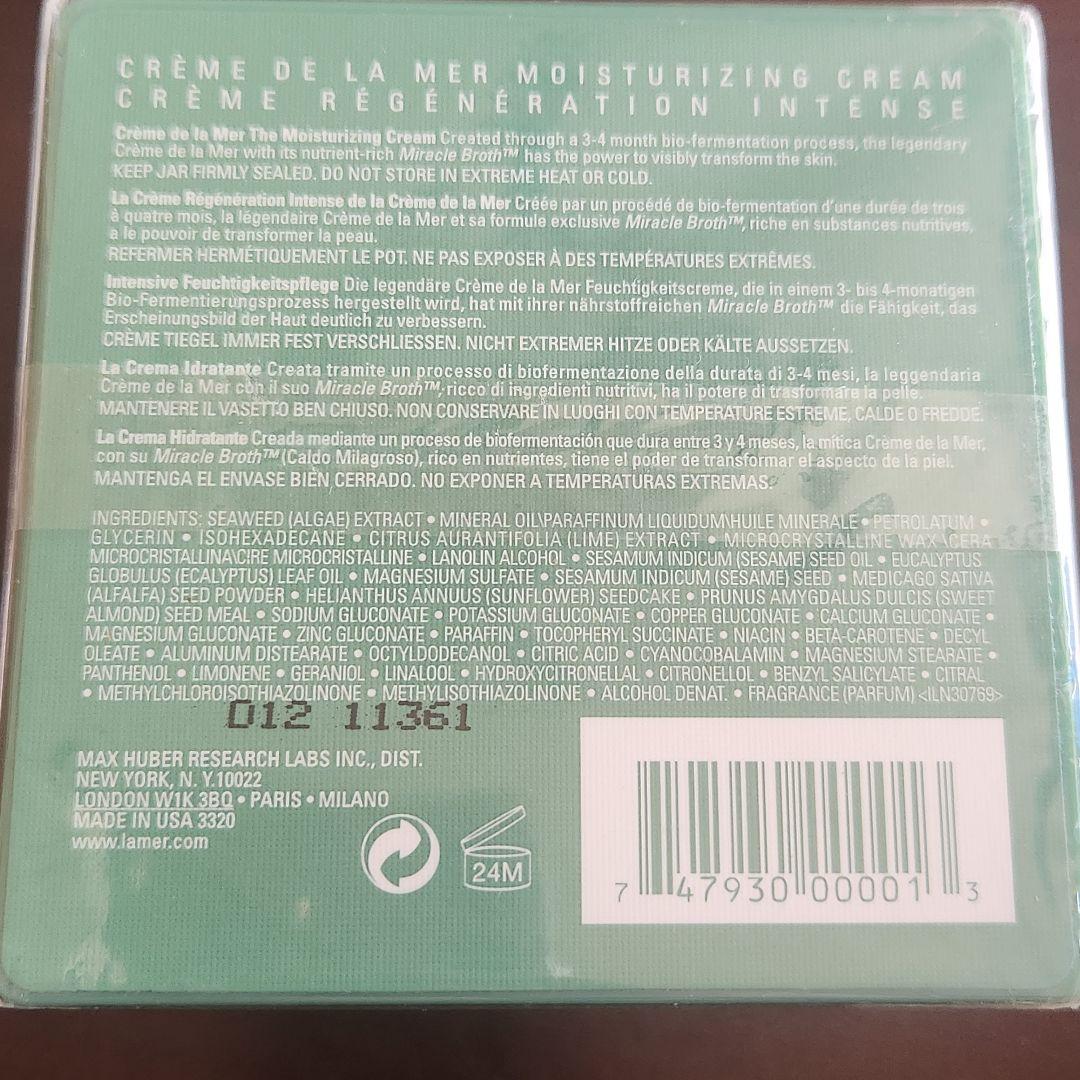 CRÈME DE LA MER MOISTURIZING CREAM
CRÈME RÉGÉNÉRATION INTENSE
Crème de la Mer The Moisturizing Cream Created through a 3-4 month bio-fermentation process, the legendary
Crème de la Mer with its nutrient-rich Miracle Broth™ has the power to visibly transform the skin.
KEEP JAR FIRMLY SEALED. DO NOT STORE IN EXTREME HEAT OR COLD.
La Crème Régénération Intense de la Crème de la Mer Créée par un procédé de bio-fermentation d'une durée de trois
à quatre mois, la légendaire Crème de la Mer et sa formule exclusive Miracle Broth™, riche en substances nutritives,
a le pouvoir de transformer la peau.
REFERMER HERMÉTIQUEMENT LE POT. NE PAS EXPOSER À DES TEMPÉRATURES EXTRÊMES.
Intensive Feuchtigkeitspflege Die legendäre Crème de la Mer Feuchtigkeitscreme, die in einem 3- bis 4-monatigen
Bio-Fermentierungsprozess hergestellt wird, hat mit ihrer nährstoffreichen Miracle Broth™ die Fähigkeit, das
Erscheinungsbild der Haut deutlich zu verbessern.
CRÈME TIEGEL IMMER FEST VERSCHLIESSEN. NICHT EXTREMER HITZE ODER KÄLTE AUSSETZEN.
La Crema Idratante Creata tramite un processo di biofermentazione della durata di 3-4 mesi, la leggendaria
Crème de la Mer con il suo Miracle Broth™, ricco di ingredienti nutritivi, ha il potere di trasformare la pelle.
MANTENERE IL VASETTO BEN CHIUSO. NON CONSERVARE IN LUOGHI CON TEMPERATURE ESTREME, CALDE O FREDDE.
La Crema Hidratante Creada mediante un proceso de biofermentación que dura entre 3 y 4 meses, la mítica Crème de la Mer,
con su Miracle Broth™ (Caldo Milagroso), rico en nutrientes, tiene el poder de transformar el aspecto de la piel.
MANTENGA EL ENVASE BIEN CERRADO. NO EXPONER A TEMPERATURAS EXTREMAS.
INGREDIENTS: SEAWEED (ALGAE) EXTRACT • MINERAL OIL\PARAFFINUM LIQUIDUM\HUILE MINERALE • PETROLATUM •
GLYCERIN • ISOHEXADECANE • CITRUS AURANTIFOLIA (LIME) EXTRACT • MICROCRYSTALLINE WAX\CERA
MICROCRISTALLINA\CIRE MICROCRISTALLINE • LANOLIN ALCOHOL • SESAMUM INDICUM (SESAME) SEED OIL • EUCALYPTUS
GLOBULUS (ECALYPTUS) LEAF OIL • MAGNESIUM SULFATE • SESAMUM INDICUM (SESAME) SEED • MEDICAGO SATIVA
(ALFALFA) SEED POWDER • HELIANTHUS ANNUUS (SUNFLOWER) SEEDCAKE • PRUNUS AMYGDALUS DULCIS (SWEET
ALMOND) SEED MEAL • SODIUM GLUCONATE • POTASSIUM GLUCONATE • COPPER GLUCONATE • CALCIUM GLUCONATE •
MAGNESIUM GLUCONATE • ZINC GLUCONATE • PARAFFIN • TOCOPHERYL SUCCINATE • NIACIN • BETA-CAROTENE • DECYL
OLEATE • ALUMINUM DISTEARATE • OCTYLDODECANOL • CITRIC ACID • CYANOCOBALAMIN • MAGNESIUM STEARATE •
PANTHENOL • LIMONENE • GERANIOL • LINALOOL • HYDROXYCITRONELLAL • CITRONELLOL • BENZYL SALICYLATE • CITRAL
• METHYLCHLOROISOTHIAZOLINONE • METHYLISOTHIAZOLINONE • ALCOHOL DENAT. • FRAGRANCE (PARFUM) <ILN30769>
D12 11361
MAX HUBER RESEARCH LABS INC., DIST.
NEW YORK, N. Y.10022
LONDON W1K 3BQ • PARIS • MILANO
MADE IN USA 3320
www.lamer.com
24M
7 47930 00001 3